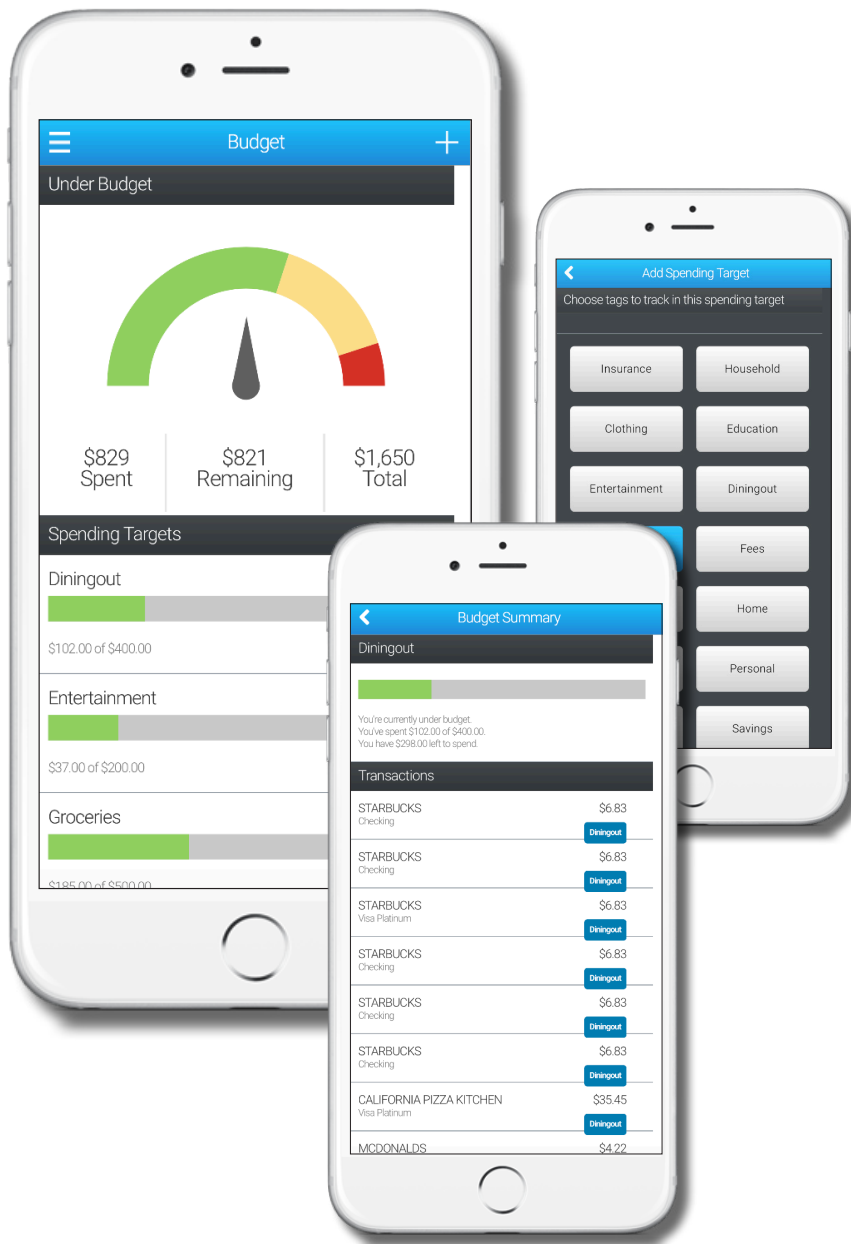 Budget
Under Budget
$829
Spent
$821
Remaining
$1,650
Total
Spending Targets
Diningout
$102.00 of $400.00
Entertainment
$37.00 of $200.00
Groceries
$185.00 of $500.00
Add Spending Target
Choose tags to track in this spending target
Insurance
Household
Clothing
Education
Entertainment
Diningout
Fees
Home
Personal
Savings
Budget Summary
Diningout
You're currently under budget.
You've spent $102.00 of $400.00.
You have $298.00 left to spend.
Transactions
STARBUCKS $6.83
Checking
Diningout
STARBUCKS $6.83
Checking
Diningout
STARBUCKS $6.83
Visa Platinum
Diningout
STARBUCKS $6.83
Checking
Diningout
STARBUCKS $6.83
Checking
Diningout
STARBUCKS $6.83
Checking
Diningout
CALIFORNIA PIZZA KITCHEN $35.45
Visa Platinum
Diningout
MCDONALDS $4.22